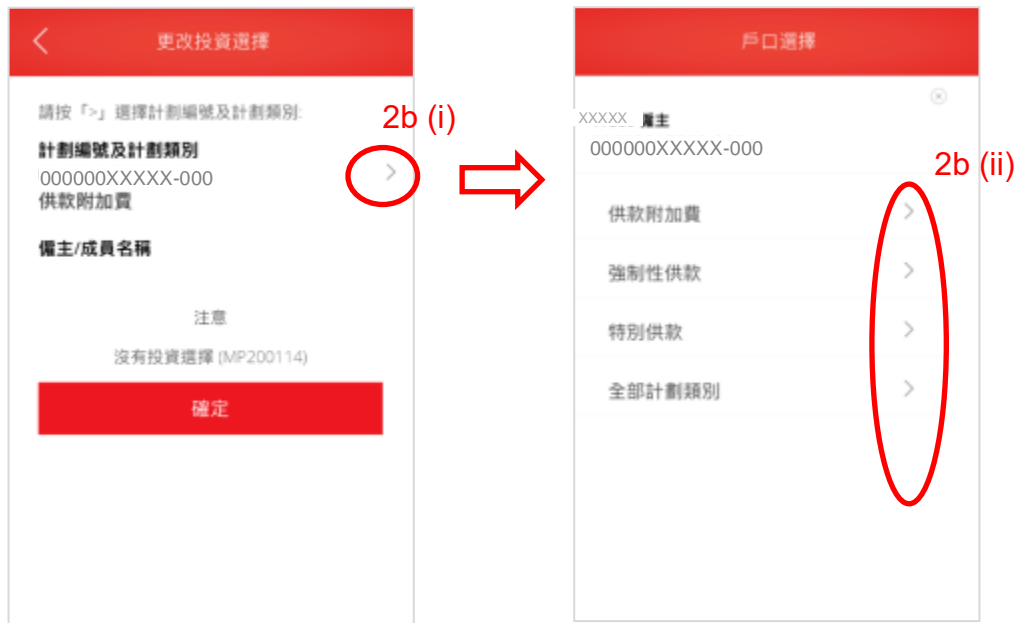 更改投資選擇
請按「>」選擇計劃編號及計劃類別:
2b (i)
計劃編號及計劃類別
000000XXXXX-000
供款附加費
僱主/成員名稱
注意
沒有投資選擇 (MP200114)
確定
戶口選擇
XXXXX 僱主
000000XXXXX-000
2b (ii)
供款附加費
強制性供款
特別供款
全部計劃類別